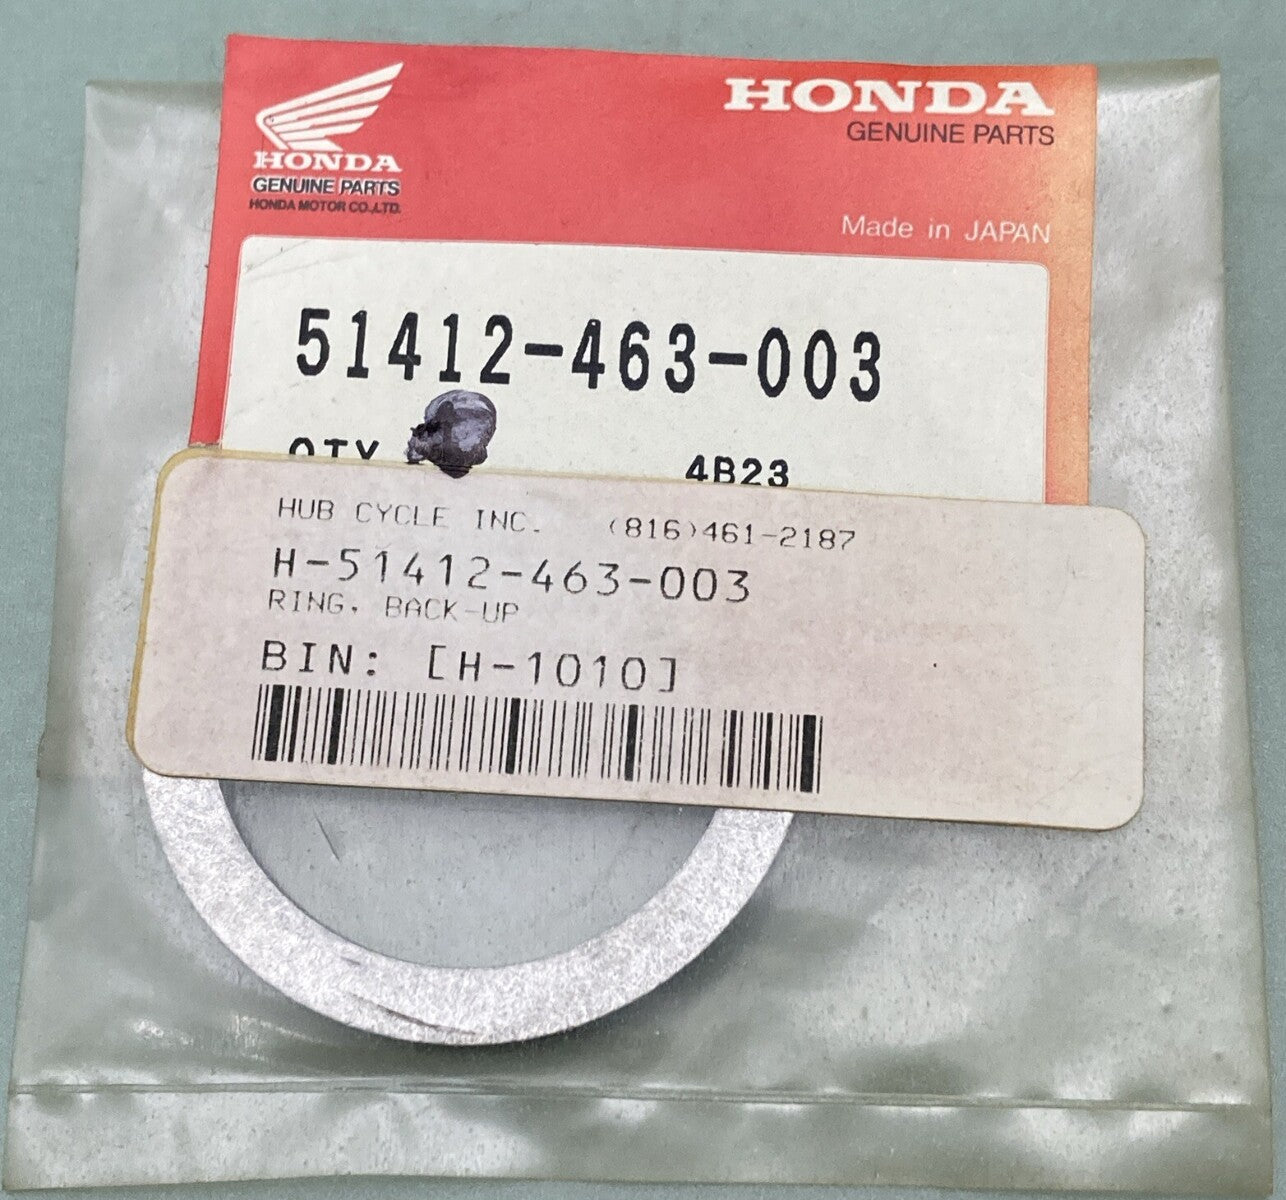 HONDA
GENUINE PARTS
HONDA MOTOR CO.,LTD.
HONDA
GENUINE PARTS
Made in JAPAN
51412-463-003
QTY
4B23
HUB CYCLE INC. (816)461-2187
H-51412-463-003
RING, BACK-UP
BIN: [H-1010]